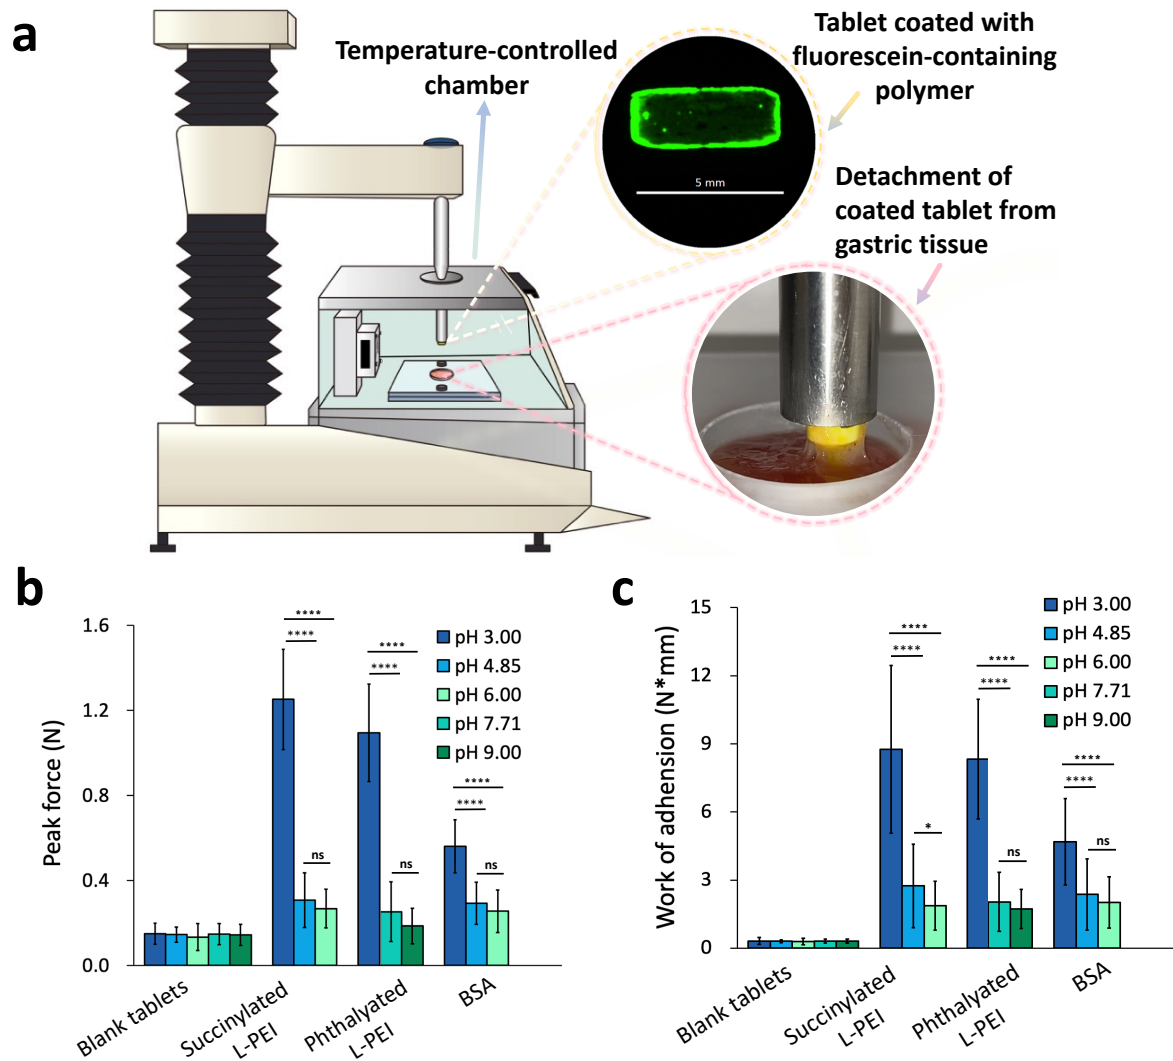 a
Temperature-controlled
chamber
Tablet coated with
fluorescein-containing
polymer
5 mm
Detachment of
coated tablet from
gastric tissue
b
Peak force (N)
1.6
1.2
0.8
0.4
0.0
****
****
ns
****
****
ns
****
****
ns
pH 3.00
pH 4.85
pH 6.00
pH 7.71
pH 9.00
Blank tablets
Succinylated
L-PEI
Phthalyated
L-PEI
BSA
c
Work of adhension (N*mm)
15
12
9
6
3
0
****
****
*
****
****
ns
****
****
ns
pH 3.00
pH 4.85
pH 6.00
pH 7.71
pH 9.00
Blank tablets
Succinylated
L-PEI
Phthalyated
L-PEI
BSA